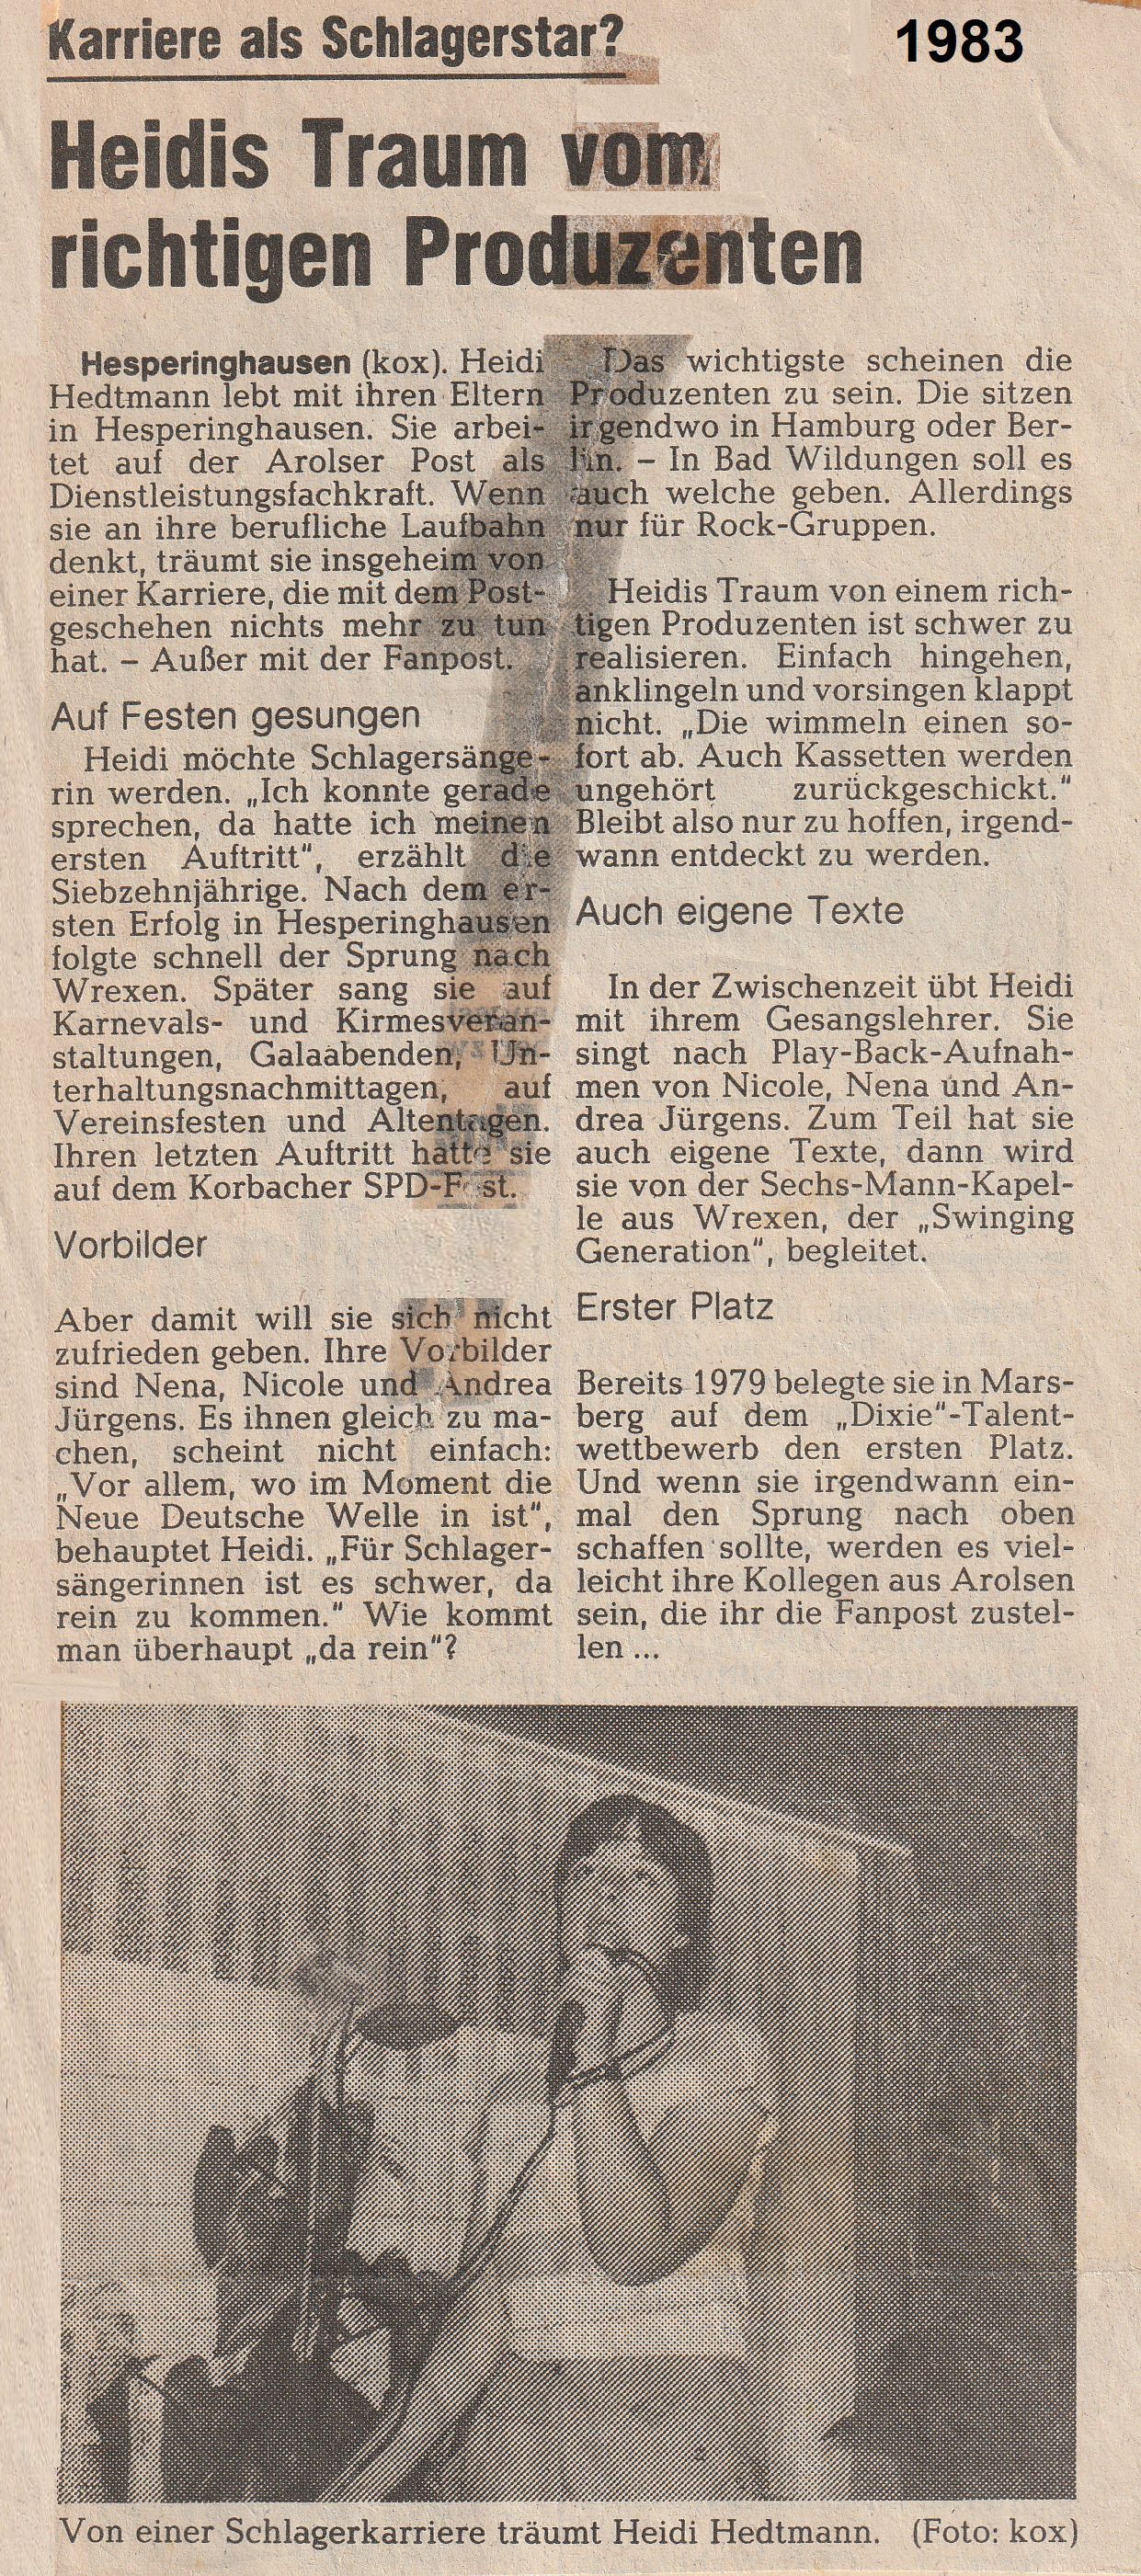 Karriere als Schlagerstar?
1983
Heidis Traum vom
richtigen Produzenten
Hesperinghausen (kox). Heidi
Hedtmann lebt mit ihren Eltern
in Hesperinghausen. Sie arbei-
tet auf der Arolser Post als
Dienstleistungsfachkraft. Wenn
sie an ihre berufliche Laufbahn
denkt, träumt sie insgeheim von
einer Karriere, die mit dem Post-
geschehen nichts mehr zu tun
hat. – Außer mit der Fanpost.
Auf Festen gesungen
Heidi möchte Schlagersänge-
rin werden. „Ich konnte gerade
sprechen, da hatte ich meinen
ersten Auftritt“, erzählt die
Siebzehnjährige. Nach dem er-
sten Erfolg in Hesperinghausen
folgte schnell der Sprung nach
Wrexen. Später sang sie auf
Karnevals- und Kirmesveran-
staltungen, Galaabenden, Un-
terhaltungsnachmittagen, auf
Vereinsfesten und Altentagen.
Ihren letzten Auftritt hatte sie
auf dem Korbacher SPD-Fest.
Vorbilder
Aber damit will sie sich nicht
zufrieden geben. Ihre Vorbilder
sind Nena, Nicole und Andrea
Jürgens. Es ihnen gleich zu ma-
chen, scheint nicht einfach:
„Vor allem, wo im Moment die
Neue Deutsche Welle in ist“,
behauptet Heidi. „Für Schlager-
sängerinnen ist es schwer, da
rein zu kommen.“ Wie kommt
man überhaupt „da rein“?
Das wichtigste scheinen die
Produzenten zu sein. Die sitzen
irgendwo in Hamburg oder Ber-
lin. – In Bad Wildungen soll es
auch welche geben. Allerdings
nur für Rock-Gruppen.
Heidis Traum von einem rich-
tigen Produzenten ist schwer zu
realisieren. Einfach hingehen,
anklingeln und vorsingen klappt
nicht. „Die wimmeln einen so-
fort ab. Auch Kassetten werden
ungehört zurückgeschickt.“
Bleibt also nur zu hoffen, irgend-
wann entdeckt zu werden.
Auch eigene Texte
In der Zwischenzeit übt Heidi
mit ihrem Gesangslehrer. Sie
singt nach Play-Back-Aufnah-
men von Nicole, Nena und An-
drea Jürgens. Zum Teil hat sie
auch eigene Texte, dann wird
sie von der Sechs-Mann-Kapel-
le aus Wrexen, der „Swinging
Generation“, begleitet.
Erster Platz
Bereits 1979 belegte sie in Mars-
berg auf dem „Dixie“-Talent-
wettbewerb den ersten Platz.
Und wenn sie irgendwann ein-
mal den Sprung nach oben
schaffen sollte, werden es viel-
leicht ihre Kollegen aus Arolsen
sein, die ihr die Fanpost zustel-
len ...
Von einer Schlagerkarriere träumt Heidi Hedtmann. (Foto: kox)